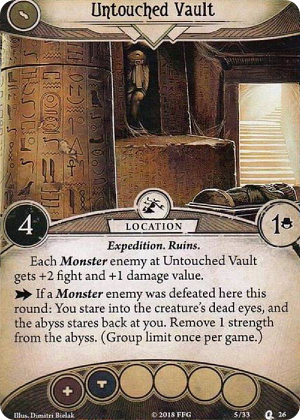 Untouched Vault
4
LOCATION
1
Expedition. Ruins.
Each Monster enemy at Untouched Vault
gets +2 fight and +1 damage value.
If a Monster enemy was defeated here this
round: You stare into the creature's dead eyes, and
the abyss stares back at you. Remove 1 strength
from the abyss. (Group limit once per game.)
Illus. Dimitri Bielak
© 2018 FFG
5/33
26